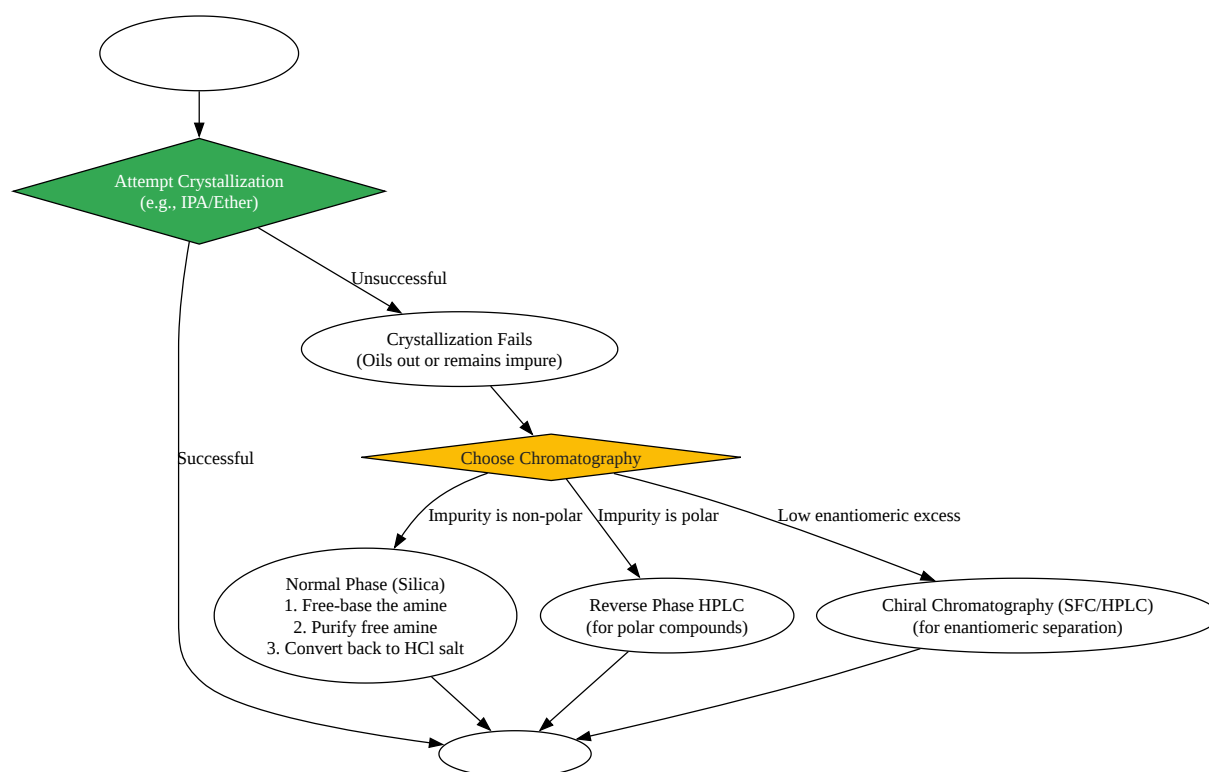 Attempt Crystallization
(e.g., IPA/Ether)
Unsuccessful
Crystallization Fails
(Oils out or remains impure)
Successful
Choose Chromatography
Impurity is non-polar
Impurity is polar
Low enantiomeric excess
Normal Phase (Silica)
1. Free-base the amine
2. Purify free amine
3. Convert back to HCl salt
Reverse Phase HPLC
(for polar compounds)
Chiral Chromatography (SFC/HPLC)
(for enantiomeric separation)